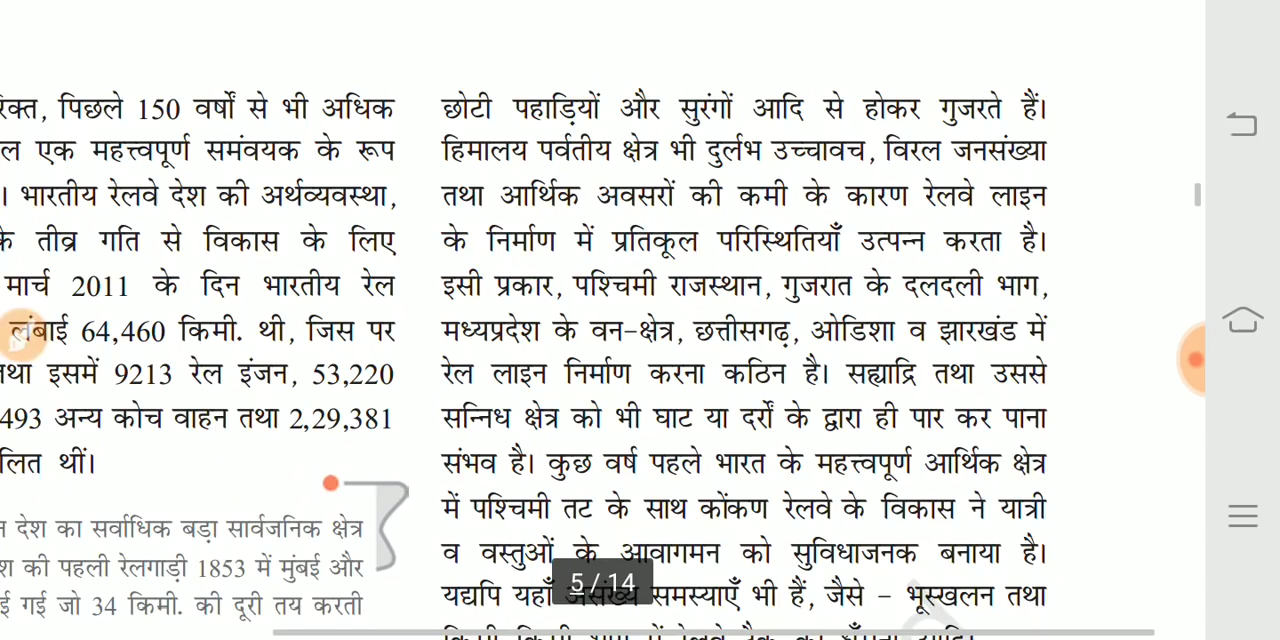 पिछले 150 वर्षों से भी अधिक
एक महत्त्वपूर्ण समंवयक के रूप
। भारतीय रेलवे देश की अर्थव्यवस्था,
तीव्र गति से विकास के लिए
मार्च 2011 के दिन भारतीय रेल
लंबाई 64,460 किमी. थी, जिस पर
इसमें 9213 रेल इंजन, 53,220
493 अन्य कोच वाहन तथा 2,29,381
थीं।
देश का सर्वाधिक बड़ा सार्वजनिक क्षेत्र
की पहली रेलगाड़ी 1853 में मुंबई और
गई जो 34 किमी. की दूरी तय करती
छोटी पहाड़ियों और सुरंगों आदि से होकर गुजरते हैं।
हिमालय पर्वतीय क्षेत्र भी दुर्लभ उच्चावच, विरल जनसंख्या
तथा आर्थिक अवसरों की कमी के कारण रेलवे लाइन
के निर्माण में प्रतिकूल परिस्थितियाँ उत्पन्न करता है।
इसी प्रकार, पश्चिमी राजस्थान, गुजरात के दलदली भाग,
मध्यप्रदेश के वन-क्षेत्र, छत्तीसगढ़, ओडिशा व झारखंड में
रेल लाइन निर्माण करना कठिन है। सह्याद्रि तथा उससे
सन्निध क्षेत्र को भी घाट या दर्रों के द्वारा ही पार कर पाना
संभव है। कुछ वर्ष पहले भारत के महत्त्वपूर्ण आर्थिक क्षेत्र
में पश्चिमी तट के साथ कोंकण रेलवे के विकास ने यात्री
व वस्तुओं के आवागमन को सुविधाजनक बनाया है।
यद्यपि यहाँ असंख्य समस्याएँ भी हैं, जैसे – भूस्खलन तथा
5 / 14